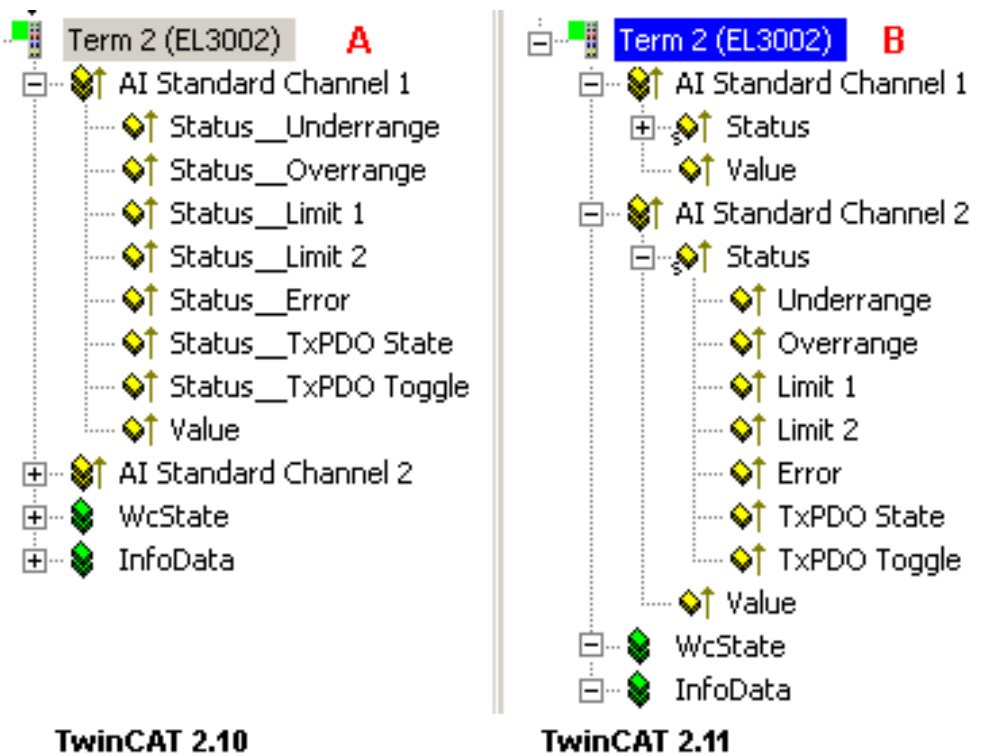 Term 2 (EL3002) A
AI Standard Channel 1
Status__Underrange
Status__Overrange
Status__Limit 1
Status__Limit 2
Status__Error
Status__TxPDO State
Status__TxPDO Toggle
Value
AI Standard Channel 2
WcState
InfoData
TwinCAT 2.10
Term 2 (EL3002) B
AI Standard Channel 1
Status
Value
AI Standard Channel 2
Status
Underrange
Overrange
Limit 1
Limit 2
Error
TxPDO State
TxPDO Toggle
Value
WcState
InfoData
TwinCAT 2.11